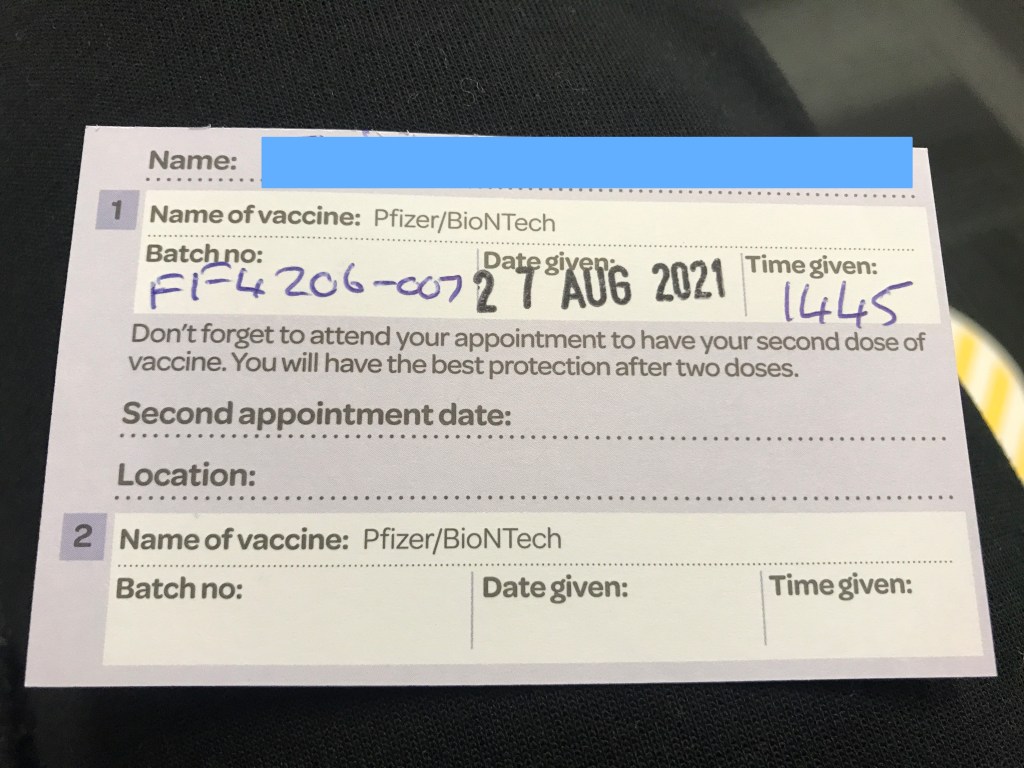 Name:
1
Name of vaccine: Pfizer/BioNTech
Batch no: Date given: Time given:
FF4206-007 27 AUG 2021 1445
Don't forget to attend your appointment to have your second dose of
vaccine. You will have the best protection after two doses.
Second appointment date:
Location:
2
Name of vaccine: Pfizer/BioNTech
Batch no: Date given: Time given: